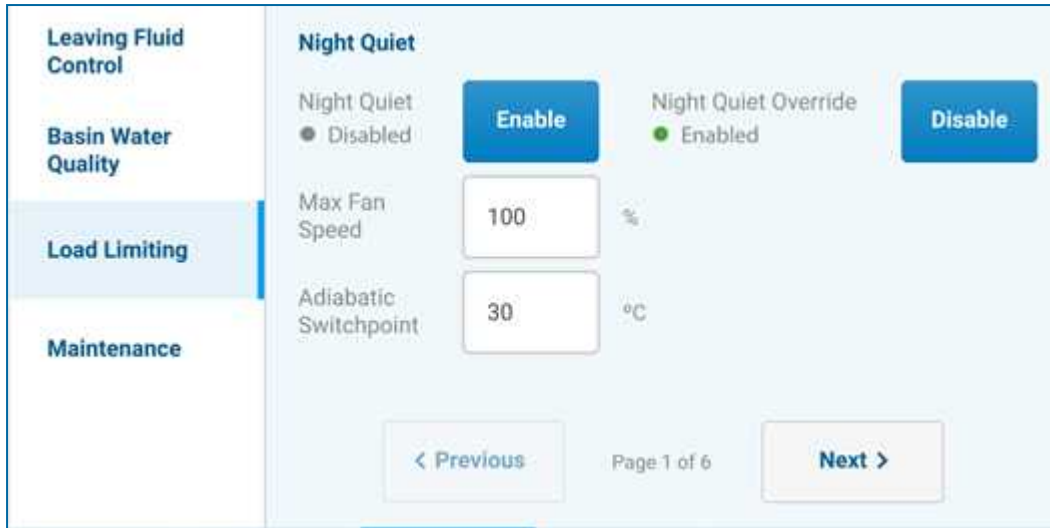 Leaving Fluid
Control
Basin Water
Quality
Load Limiting
Maintenance
Night Quiet
Night Quiet
Disabled
Enable
Night Quiet Override
Enabled
Disable
Max Fan
Speed
100
%
Adiabatic
Switchpoint
30
ºC
< Previous
Page 1 of 6
Next >